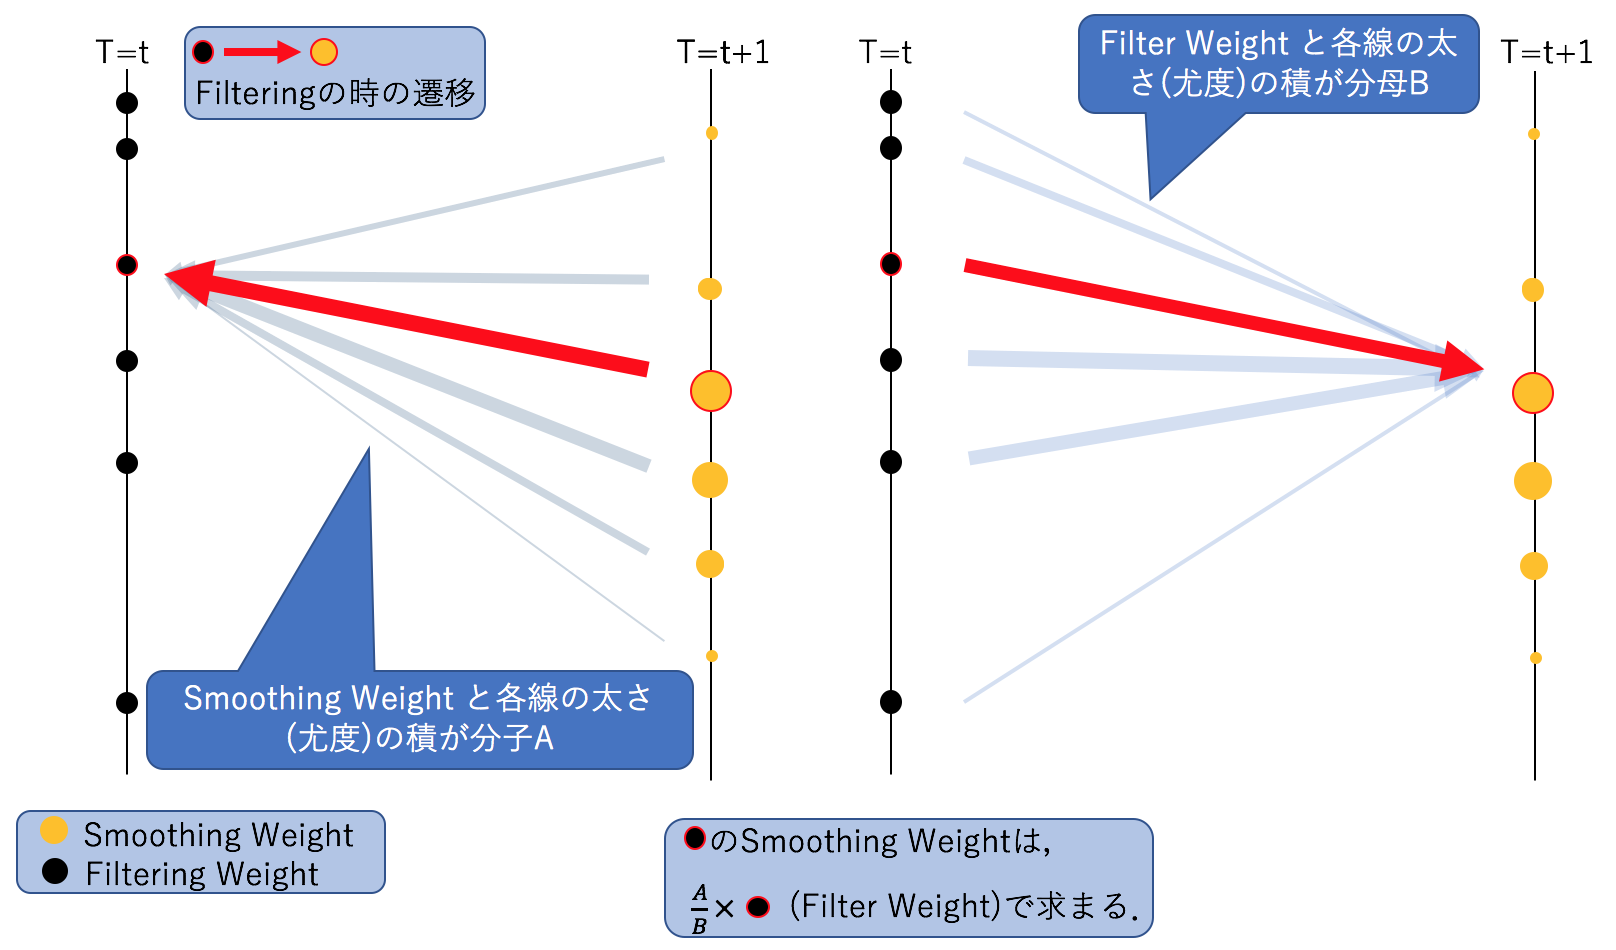 T=t
Filteringの時の遷移
T=t+1
T=t
Filter Weight と各線の太
さ(尤度)の積が分母B
T=t+1
Smoothing Weight と各線の太さ
(尤度)の積が分子A
Smoothing Weight
Filtering Weight
のSmoothing Weightは,
A/B × (Filter Weight)で求まる.